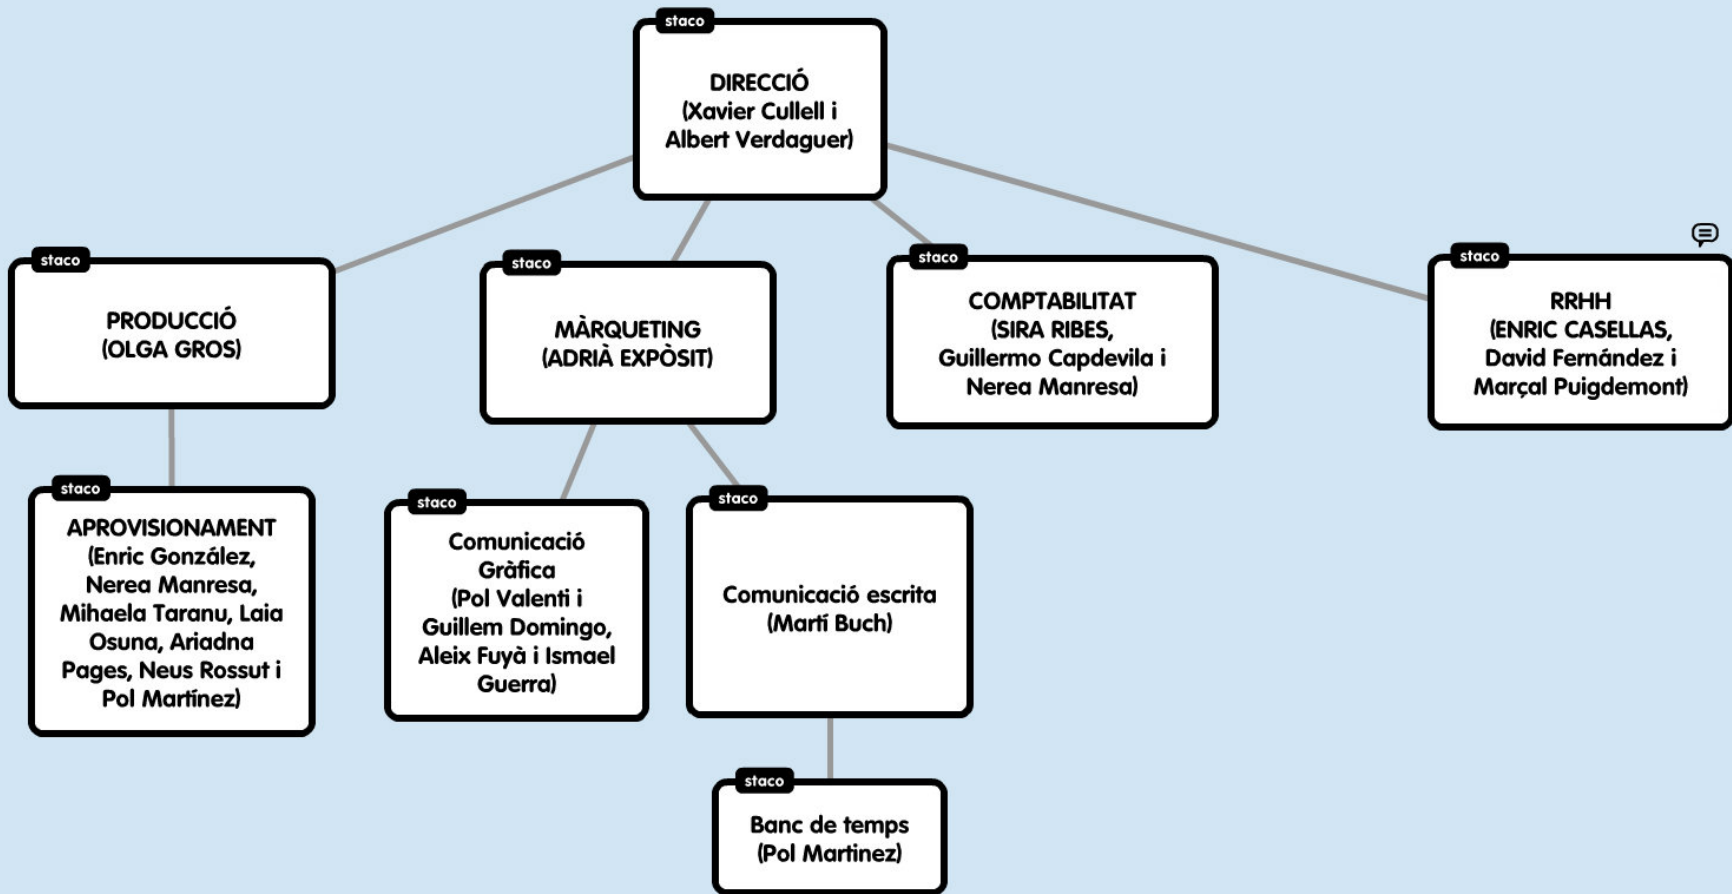 staco
DIRECCIÓ
(Xavier Cullell i
Albert Verdaguer)
staco
PRODUCCIÓ
(OLGA GROS)
staco
MÀRQUETING
(ADRIÀ EXPÒSIT)
staco
COMPTABILITAT
(SIRA RIBES,
Guillermo Capdevila i
Nerea Manresa)
staco
RRHH
(ENRIC CASELLAS,
David Fernández i
Marçal Puigdemont)
staco
APROVISIONAMENT
(Enric González,
Nerea Manresa,
Mihaela Taranu, Laia
Osuna, Ariadna
Pages, Neus Rossut i
Pol Martínez)
staco
Comunicació
Gràfica
(Pol Valenti i
Guillem Domingo,
Aleix Fuyà i Ismael
Guerra)
staco
Comunicació escrita
(Martí Buch)
staco
Banc de temps
(Pol Martinez)